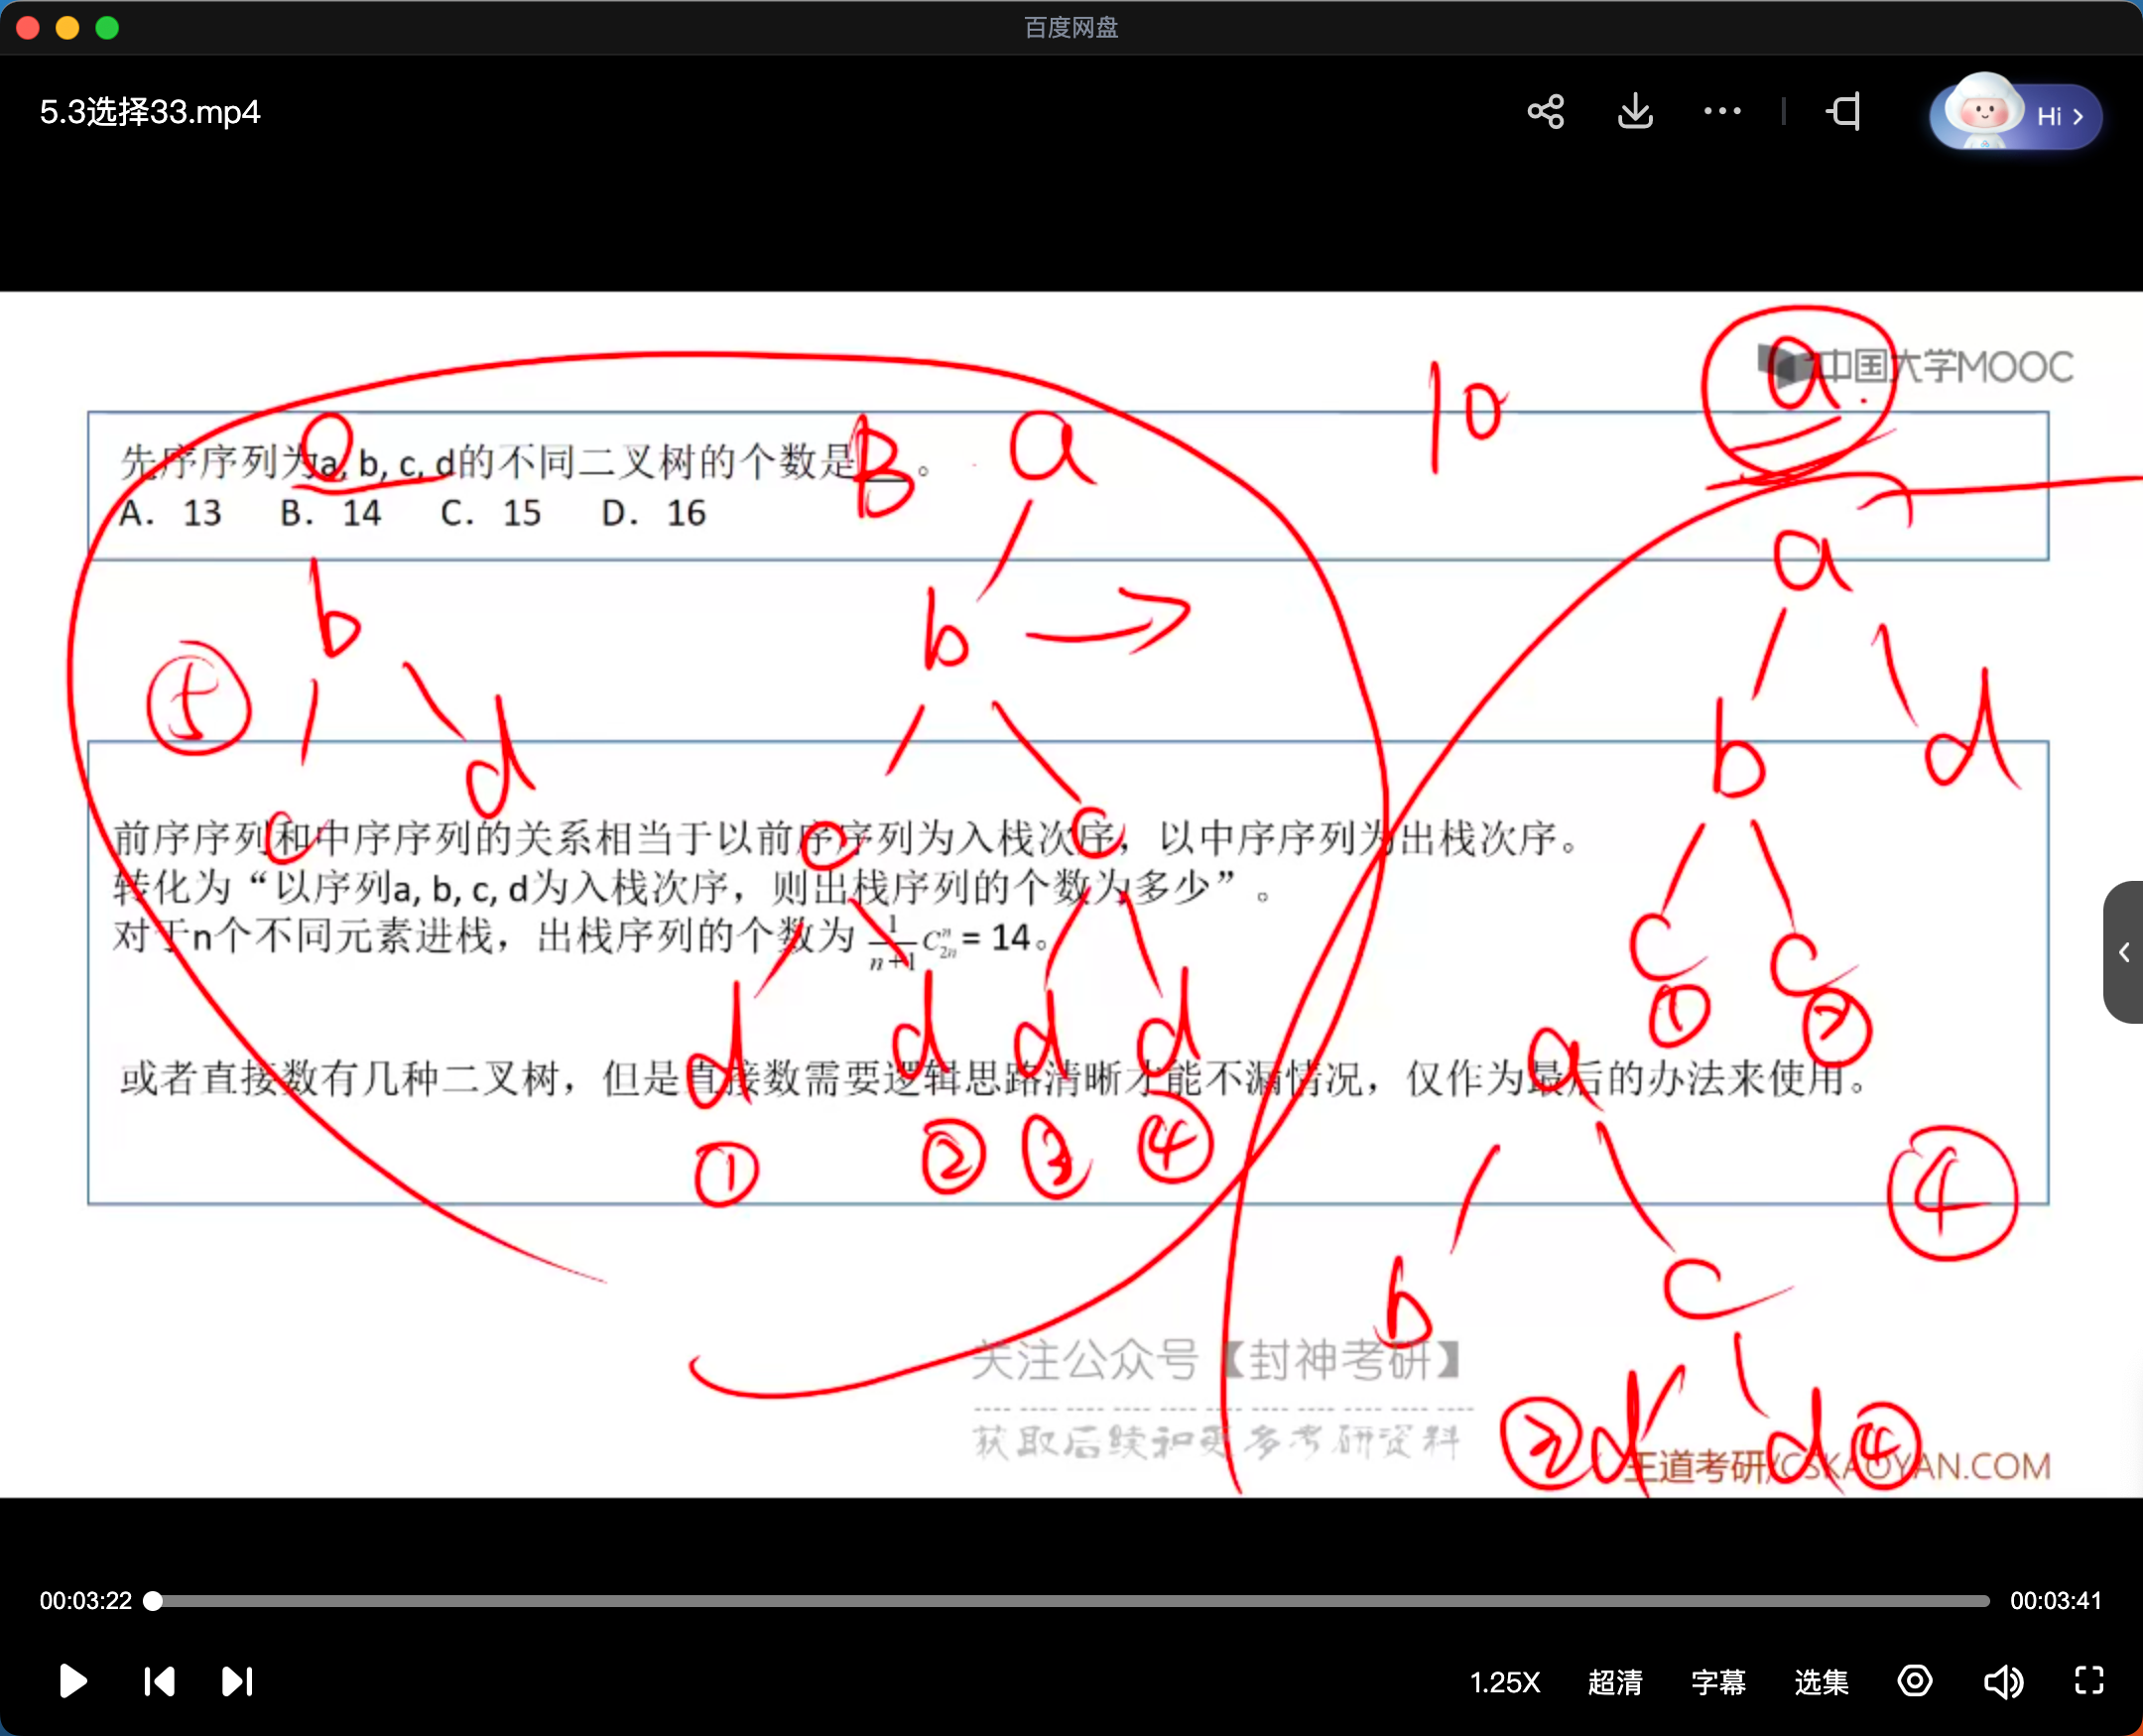 百度网盘
5.3选择33.mp4
Hi >
中国大学MOOC
10
a
先序序列为a, b, c, d的不同二叉树的个数是B。
A. 13 B. 14 C. 15 D. 16
a
a
b
b
b
d
d
c
c
c
前序序列和中序序列的关系相当于以前序序列为入栈次序，以中序序列为出栈次序。
转化为“以序列a, b, c, d为入栈次序，则出栈序列的个数为多少”。
对于n个不同元素进栈，出栈序列的个数为 1/(n+1) C_{2n}^{n} = 14。
c
c
①
②
d
d
d
d
a
或者直接数有几种二叉树，但是直接数需要逻辑思路清晰才能不漏情况，仅作为最后的办法来使用。
①
②
③
④
④
b
c
关注公众号【封神考研】
获取后续和更多考研资料
d
d
④
王道考研/CSKAOYAN.COM
00:03:22
00:03:41
1.25X
超清
字幕
选集